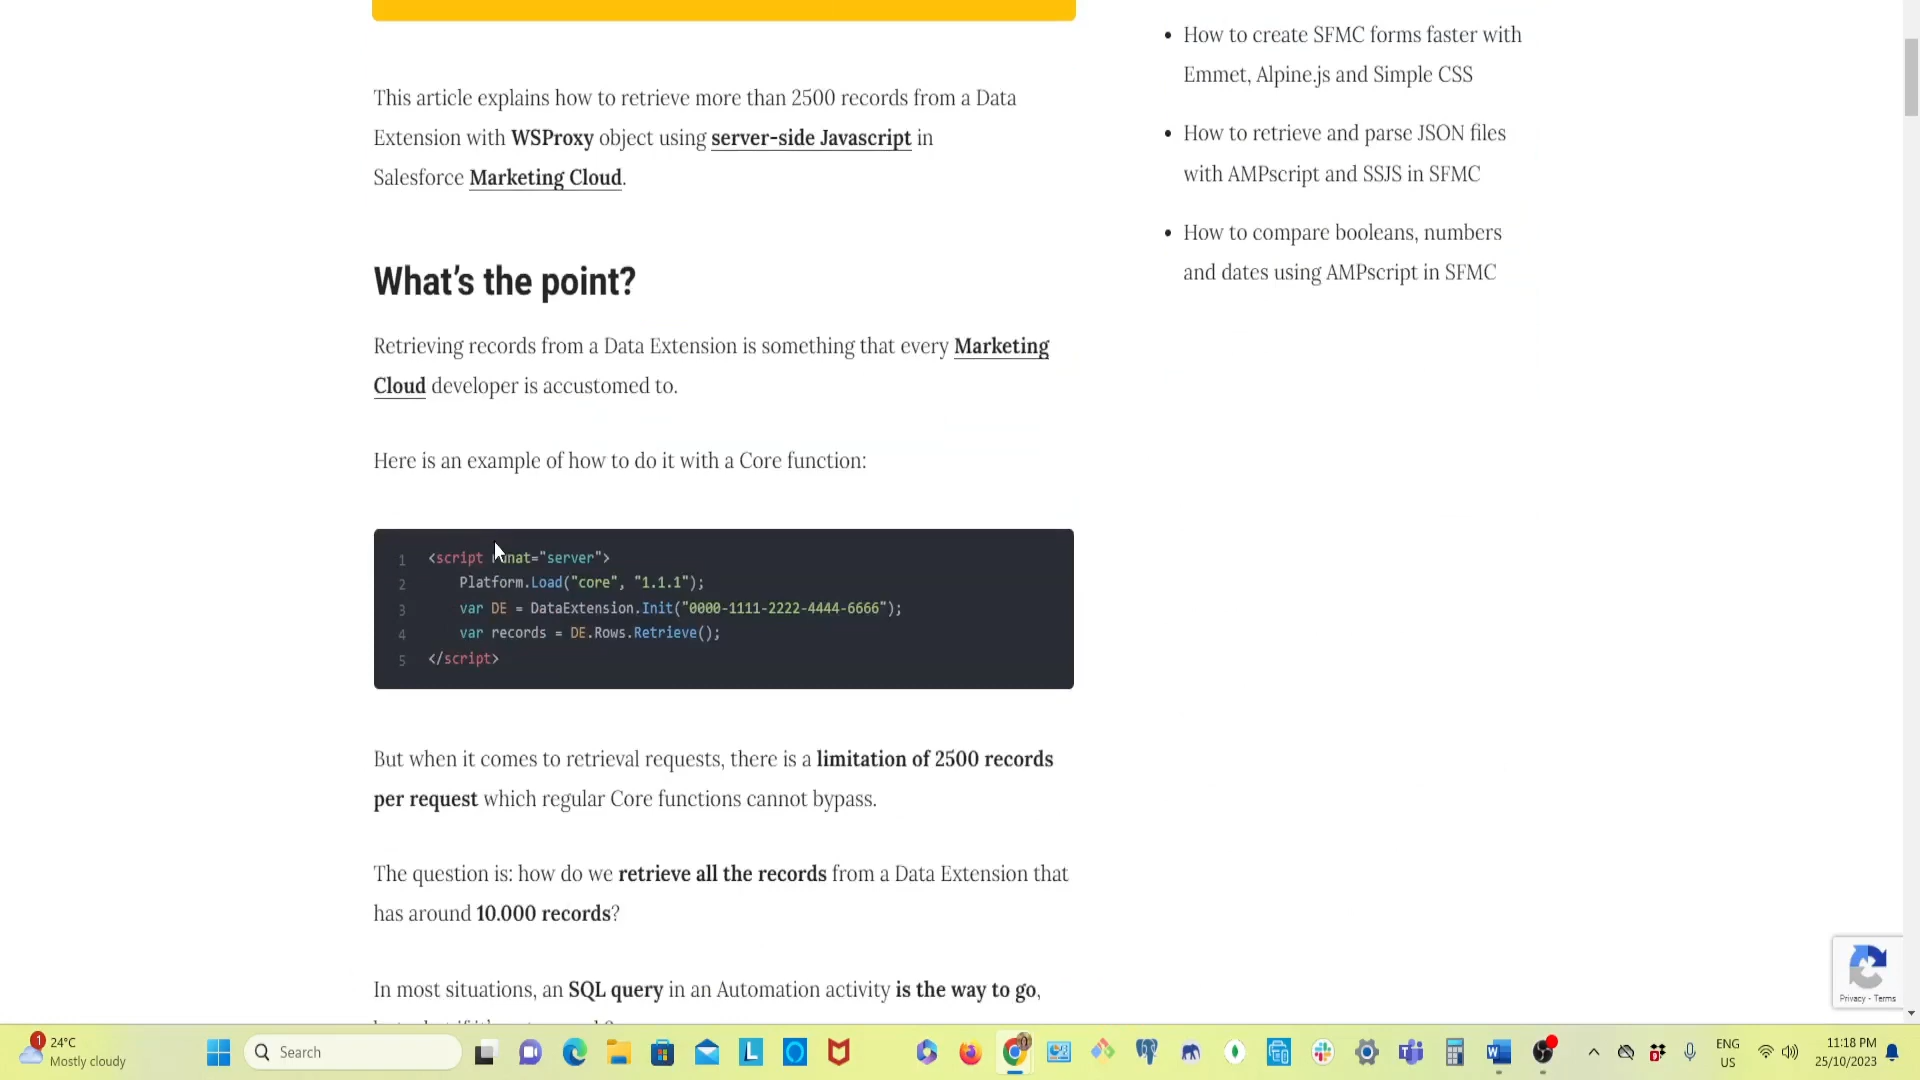 This article explains how to retrieve more than 2500 records from a Data
Extension with WSProxy object using server-side Javascript in
Salesforce Marketing Cloud.
What's the point?
Retrieving records from a Data Extension is something that every Marketing
Cloud developer is accustomed to.
Here is an example of how to do it with a Core function:
1 <script runat="server">
2 Platform.Load("core", "1.1.1");
3 var DE = DataExtension.Init("0000-1111-2222-4444-6666");
4 var records = DE.Rows.Retrieve();
5 </script>
But when it comes to retrieval requests, there is a limitation of 2500 records
per request which regular Core functions cannot bypass.
The question is: how do we retrieve all the records from a Data Extension that
has around 10.000 records?
In most situations, an SQL query in an Automation activity is the way to go,
• How to create SFMC forms faster with
Emmet, Alpine.js and Simple CSS
• How to retrieve and parse JSON files
with AMPscript and SSJS in SFMC
• How to compare booleans, numbers
and dates using AMPscript in SFMC
Privacy - Terms
1
24°C
Mostly cloudy
Search
ENG
US
11:18 PM
25/10/2023